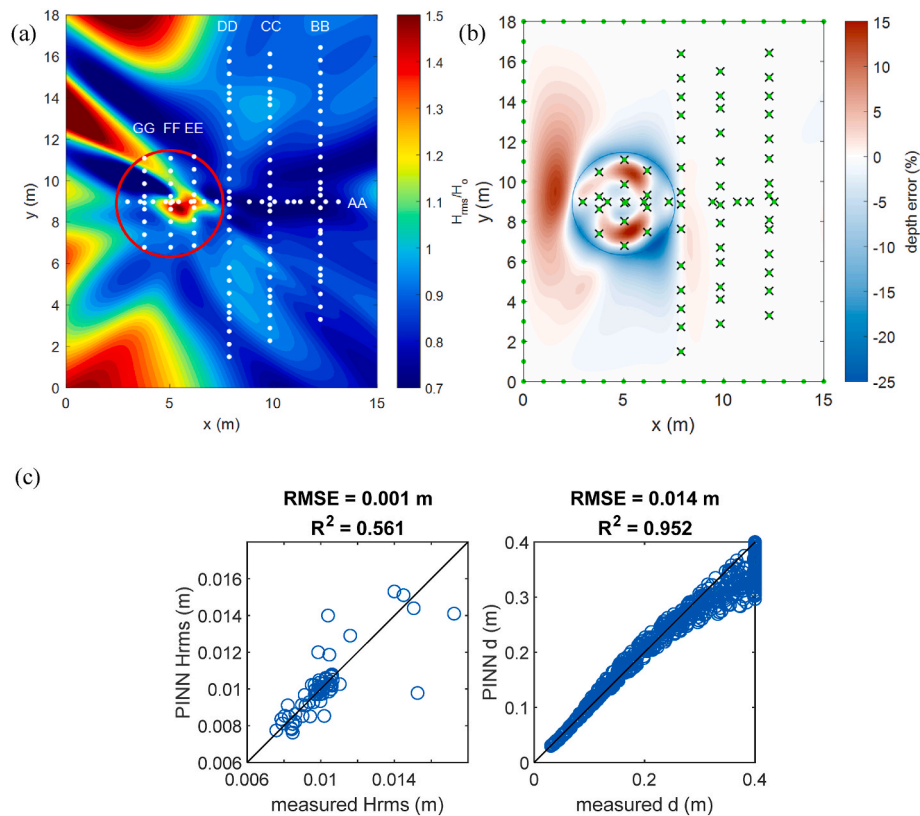 (a)
18
16
14
12
10
8
6
4
2
0
y (m)
0
5
10
15
x (m)
DD
CC
BB
GG
FF
EE
AA
1.5
1.4
1.3
1.2
1.1
1
0.9
0.8
0.7
Hrms/Ho
(b)
18
16
14
12
10
8
6
4
2
0
y (m)
0
5
10
15
x (m)
15
10
5
0
-5
-10
-15
-20
-25
depth error (%)
(c)
RMSE = 0.001 m
R² = 0.561
0.016
0.014
0.012
0.010
0.008
0.006
PINN Hrms (m)
0.006
0.010
0.014
measured Hrms (m)
RMSE = 0.014 m
R² = 0.952
0.4
0.3
0.2
0.1
0
PINN d (m)
0
0.2
0.4
measured d (m)